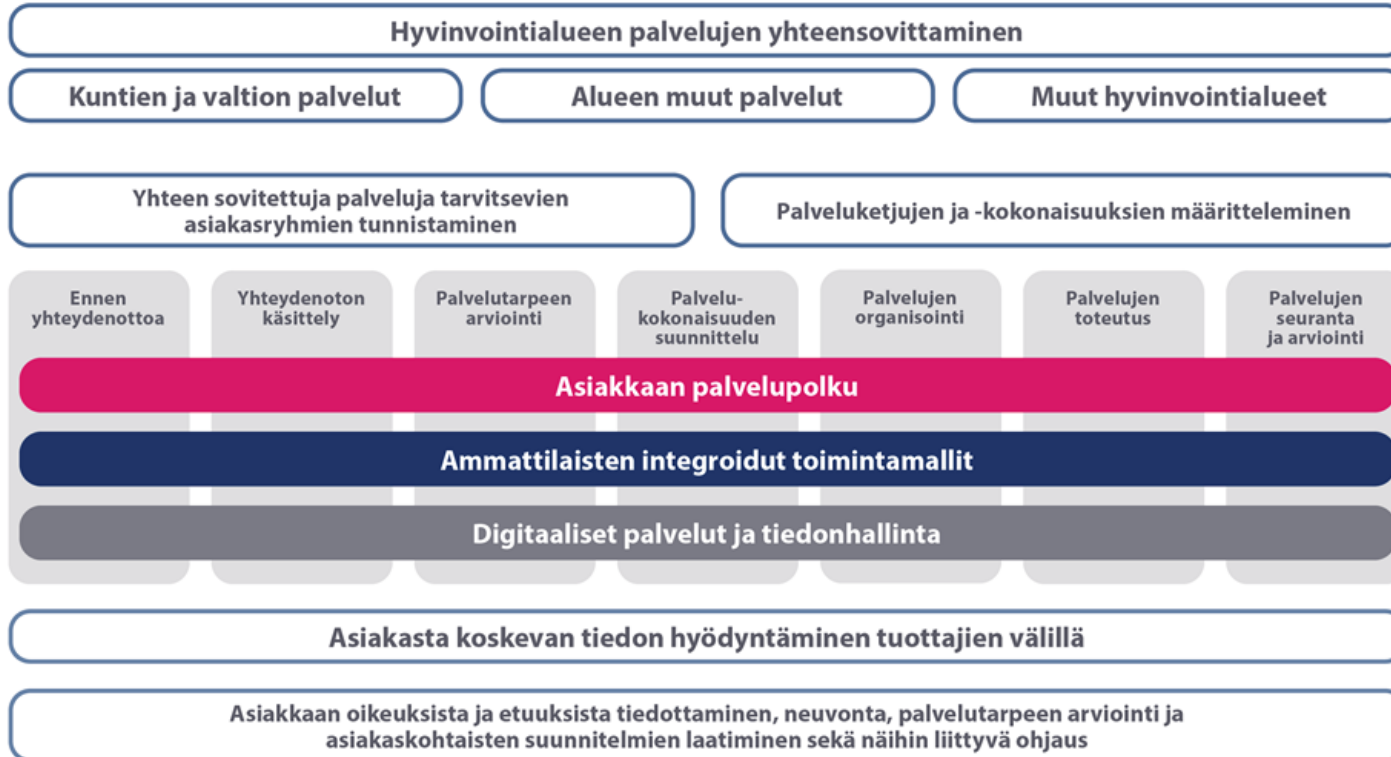 Hyvinvointialueen palvelujen yhteensovittaminen
Kuntien ja valtion palvelut
Alueen muut palvelut
Muut hyvinvointialueet
Yhteen sovitettuja palveluja tarvitsevien
asiakasryhmien tunnistaminen
Palveluketjujen ja -kokonaisuuksien määritteleminen
Ennen
yhteydenottoa
Yhteydenoton
käsittely
Palvelutarpeen
arviointi
Palvelu-
kokonaisuuden
suunnittelu
Palvelujen
organisointi
Palvelujen
toteutus
Palvelujen
seuranta
ja arviointi
Asiakkaan palvelupolku
Ammattilaisten integroidut toimintamallit
Digitaaliset palvelut ja tiedonhallinta
Asiakasta koskevan tiedon hyödyntäminen tuottajien välillä
Asiakkaan oikeuksista ja etuuksista tiedottaminen, neuvonta, palvelutarpeen arviointi ja
asiakaskohtaisten suunnitelmien laatiminen sekä näihin liittyvä ohjaus